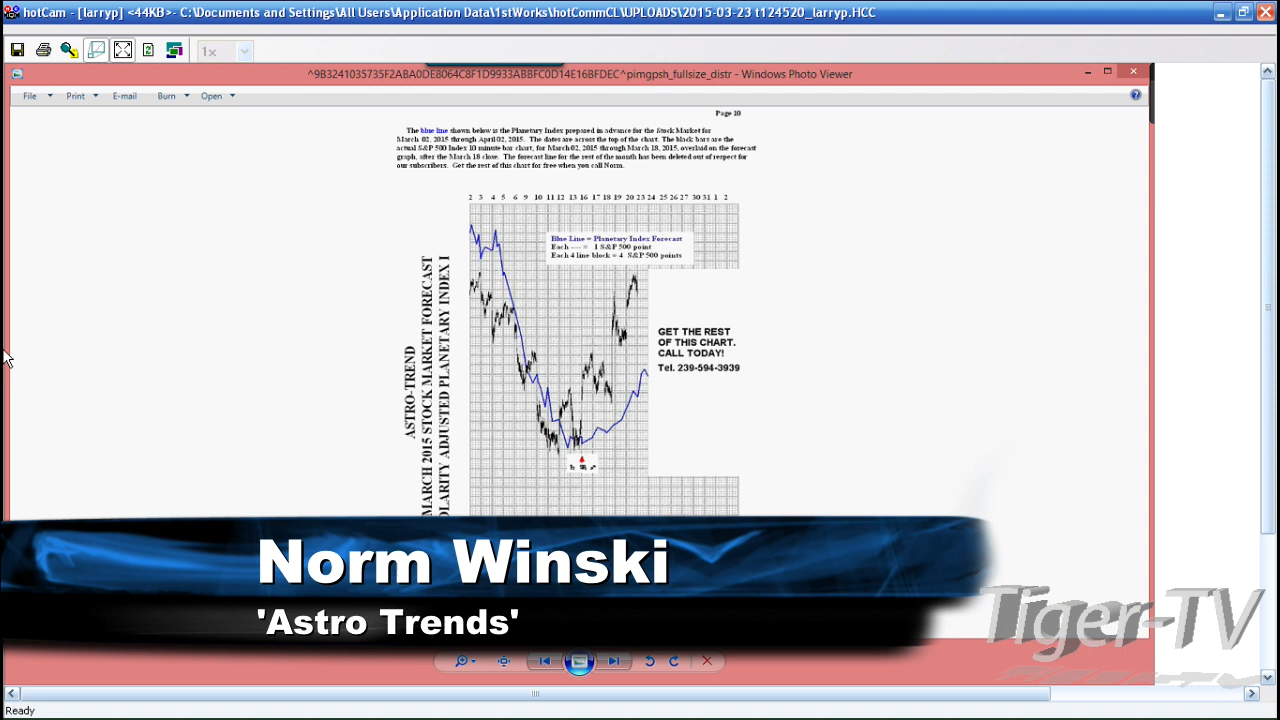 hotCam - [larryp] <44KB>- C:\Documents and Settings\All Users\Application Data\1stWorks\hotCommCL\UPLOADS\2015-03-23 t124520_larryp.HCC
1x
^9B3241035735F2ABA0DE8064C8F1D9933ABBFC0D14E16BFDEC^pimgpsh_fullsize_distr - Windows Photo Viewer
File Print E-mail Burn Open
Page 10
The blue line shown below is the Planetary Index prepared in advance for the Stock Market for
March 02, 2015 through April 02, 2015. The dates are across the top of the chart. The black bars are the
actual S&P 500 Index 10 minute bar chart, for March 02, 2015 through March 18, 2015, overlaid on the forecast
graph, after the March 18 close. The forecast line for the rest of the month has been deleted out of respect for
our subscribers. Get the rest of this chart for free when you call Norm.
2 3 4 5 6 9 10 11 12 13 16 17 18 19 20 23 24 25 26 27 30 31 1 2
Blue Line = Planetary Index Forecast
Each ---- = 1 S&P 500 point
Each 4 line block = 4 S&P 500 points
ASTRO-TREND
MARCH 2015 STOCK MARKET FORECAST
OLARITY ADJUSTED PLANETARY INDEX I
GET THE REST
OF THIS CHART.
CALL TODAY!
Tel. 239-594-3939
Norm Winski
'Astro Trends'
Tiger-TV
Ready